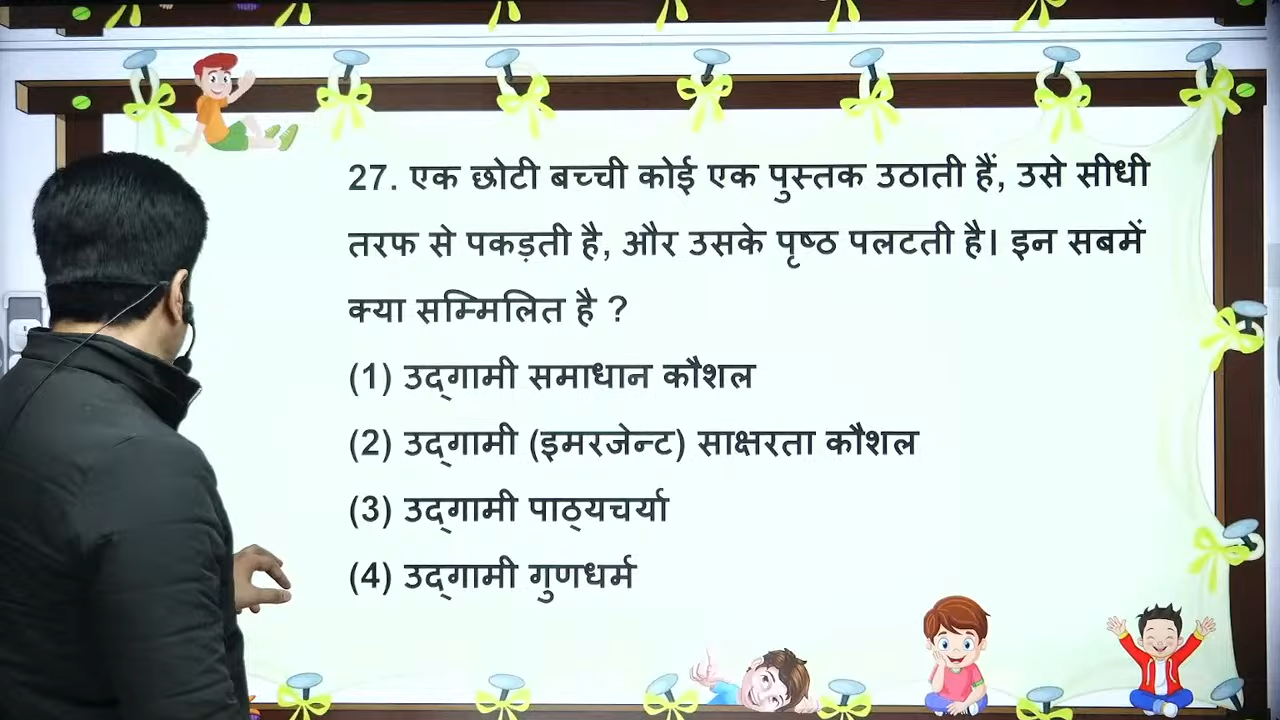 27. एक छोटी बच्ची कोई एक पुस्तक उठाती हैं, उसे सीधी
तरफ से पकड़ती है, और उसके पृष्ठ पलटती है। इन सबमें
क्या सम्मिलित है ?
(1) उद्गामी समाधान कौशल
(2) उद्गामी (इमरजेन्ट) साक्षरता कौशल
(3) उद्गामी पाठ्यचर्या
(4) उद्गामी गुणधर्म